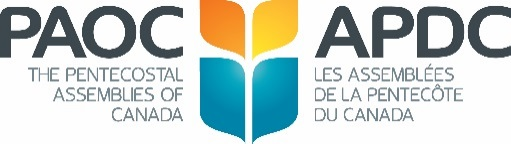 PAOC
THE PENTECOSTAL
ASSEMBLIES OF
CANADA
APDC
LES ASSEMBLÉES
DE LA PENTECÔTE
DU CANADA